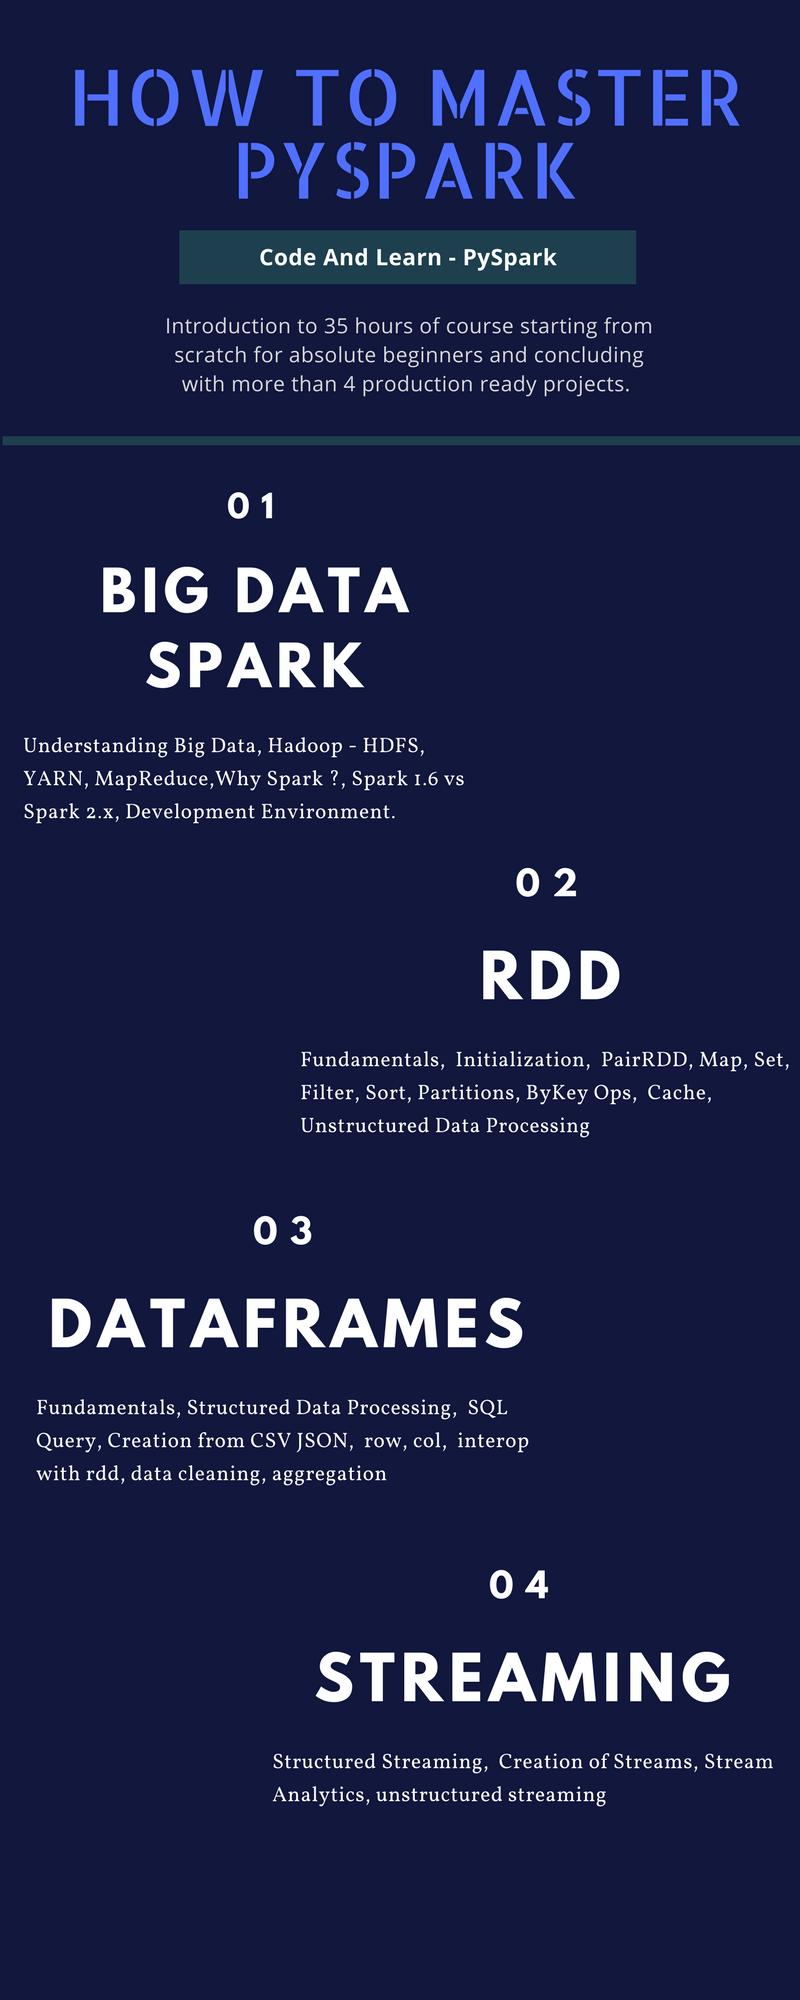 HOW TO MASTER
PYSPARK
Code And Learn - PySpark
Introduction to 35 hours of course starting from
scratch for absolute beginners and concluding
with more than 4 production ready projects.
01
BIG DATA
SPARK
Understanding Big Data, Hadoop - HDFS,
YARN, MapReduce,Why Spark ?, Spark 1.6 vs
Spark 2.x, Development Environment.
02
RDD
Fundamentals, Initialization, PairRDD, Map, Set,
Filter, Sort, Partitions, ByKey Ops, Cache,
Unstructured Data Processing
03
DATAFRAMES
Fundamentals, Structured Data Processing, SQL
Query, Creation from CSV JSON, row, col, interop
with rdd, data cleaning, aggregation
04
STREAMING
Structured Streaming, Creation of Streams, Stream
Analytics, unstructured streaming